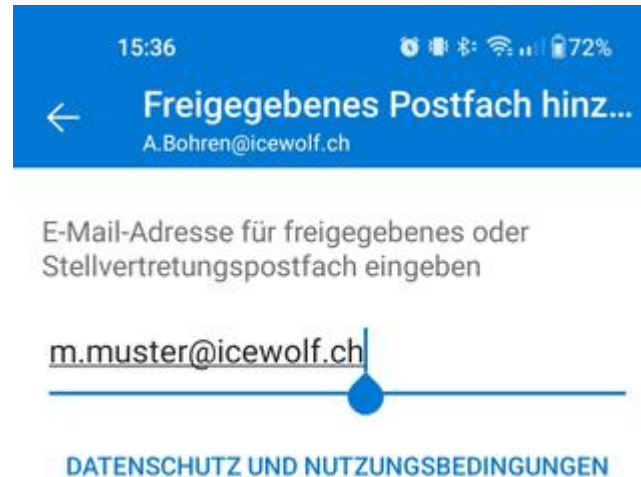 15:36 72%
Freigegebenes Postfach hinz...
A.Bohren@icewolf.ch
E-Mail-Adresse für freigegebenes oder
Stellvertretungspostfach eingeben
m.muster@icewolf.ch
DATENSCHUTZ UND NUTZUNGSBEDINGUNGEN